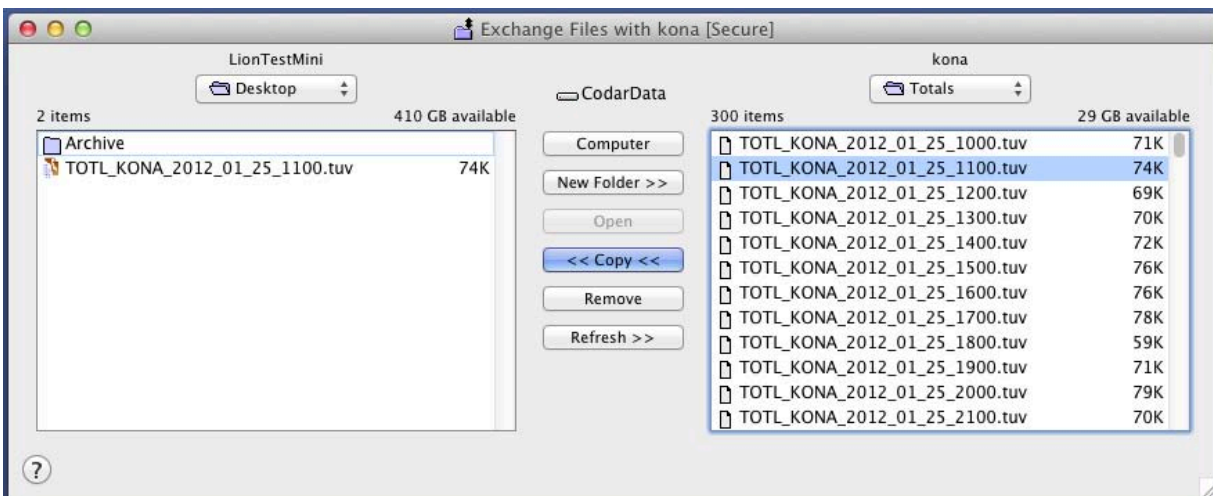 Exchange Files with kona [Secure]
LionTestMini
Desktop
2 items 410 GB available
Archive
TOTL_KONA_2012_01_25_1100.tuv 74K
CodarData
Computer
New Folder >>
Open
<< Copy <<
Remove
Refresh >>
kona
Totals
300 items 29 GB available
TOTL_KONA_2012_01_25_1000.tuv 71K
TOTL_KONA_2012_01_25_1100.tuv 74K
TOTL_KONA_2012_01_25_1200.tuv 69K
TOTL_KONA_2012_01_25_1300.tuv 70K
TOTL_KONA_2012_01_25_1400.tuv 72K
TOTL_KONA_2012_01_25_1500.tuv 76K
TOTL_KONA_2012_01_25_1600.tuv 76K
TOTL_KONA_2012_01_25_1700.tuv 78K
TOTL_KONA_2012_01_25_1800.tuv 59K
TOTL_KONA_2012_01_25_1900.tuv 71K
TOTL_KONA_2012_01_25_2000.tuv 79K
TOTL_KONA_2012_01_25_2100.tuv 70K
?